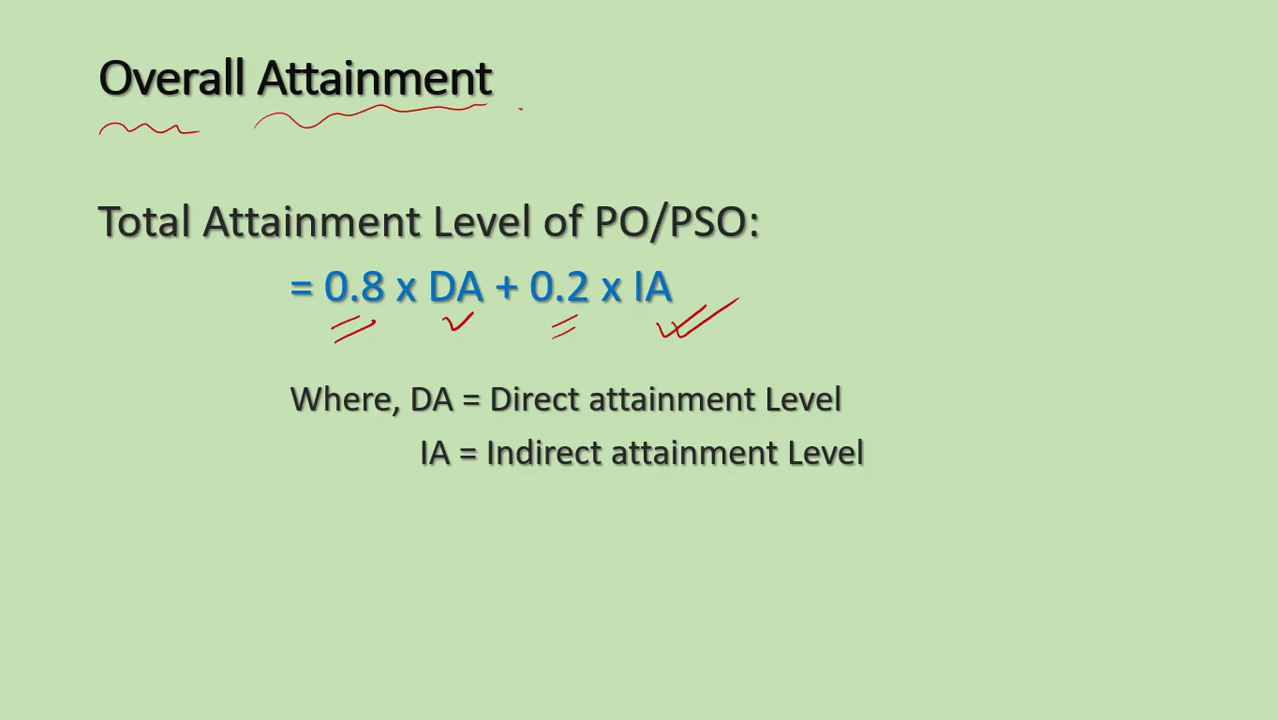 Overall Attainment
Total Attainment Level of PO/PSO:
= 0.8 x DA + 0.2 x IA
Where, DA = Direct attainment Level
IA = Indirect attainment Level